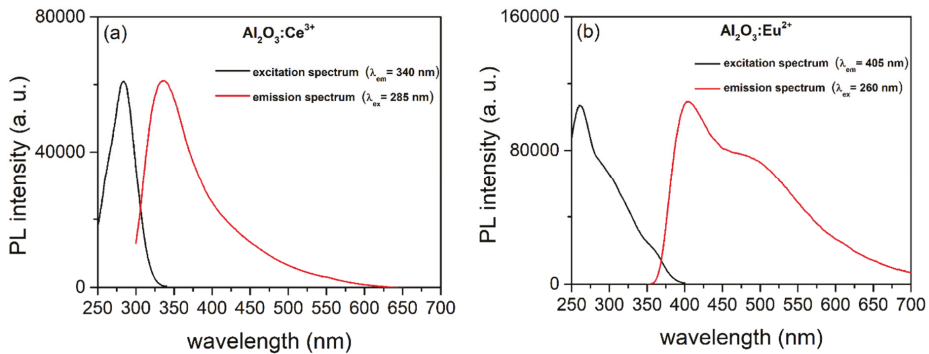 (a)
Al₂O₃:Ce³⁺
excitation spectrum (λem= 340 nm)
emission spectrum (λex= 285 nm)
PL intensity (a. u.)
80000
40000
0
250 300 350 400 450 500 550 600 650 700
wavelength (nm)
(b)
Al₂O₃:Eu²⁺
excitation spectrum (λem= 405 nm)
emission spectrum (λex= 260 nm)
PL intensity (a. u.)
160000
80000
0
250 300 350 400 450 500 550 600 650 700
wavelength (nm)